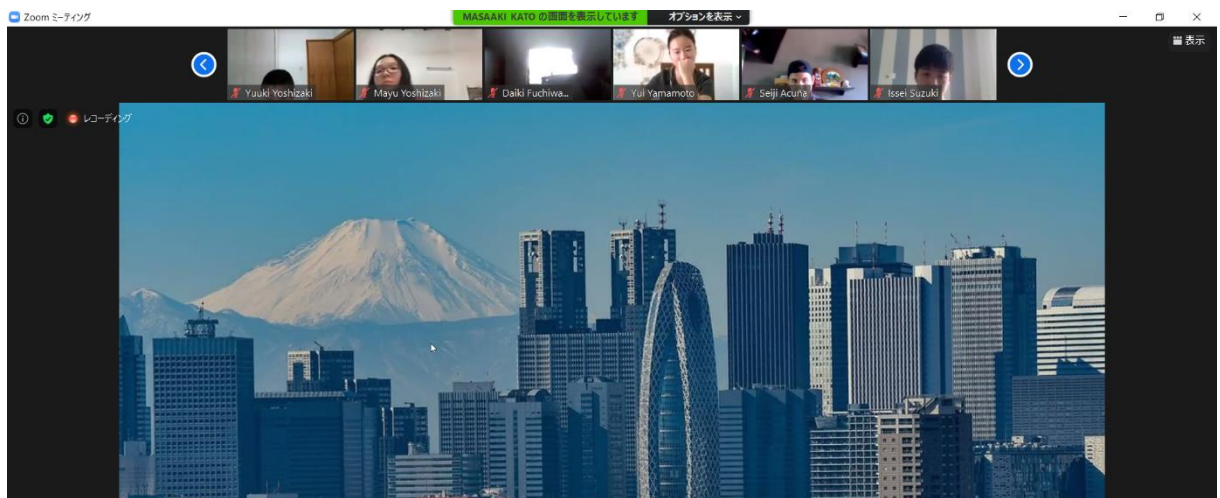 Zoom ミーティング
MASAAKI KATO の画面を表示しています オプションを表示
表示
Yuuki Yoshizaki
Mayu Yoshizaki
Daiki Fuchiwa...
Yui Yamamoto
Seiji Acuña
Issei Suzuki
レコーディング